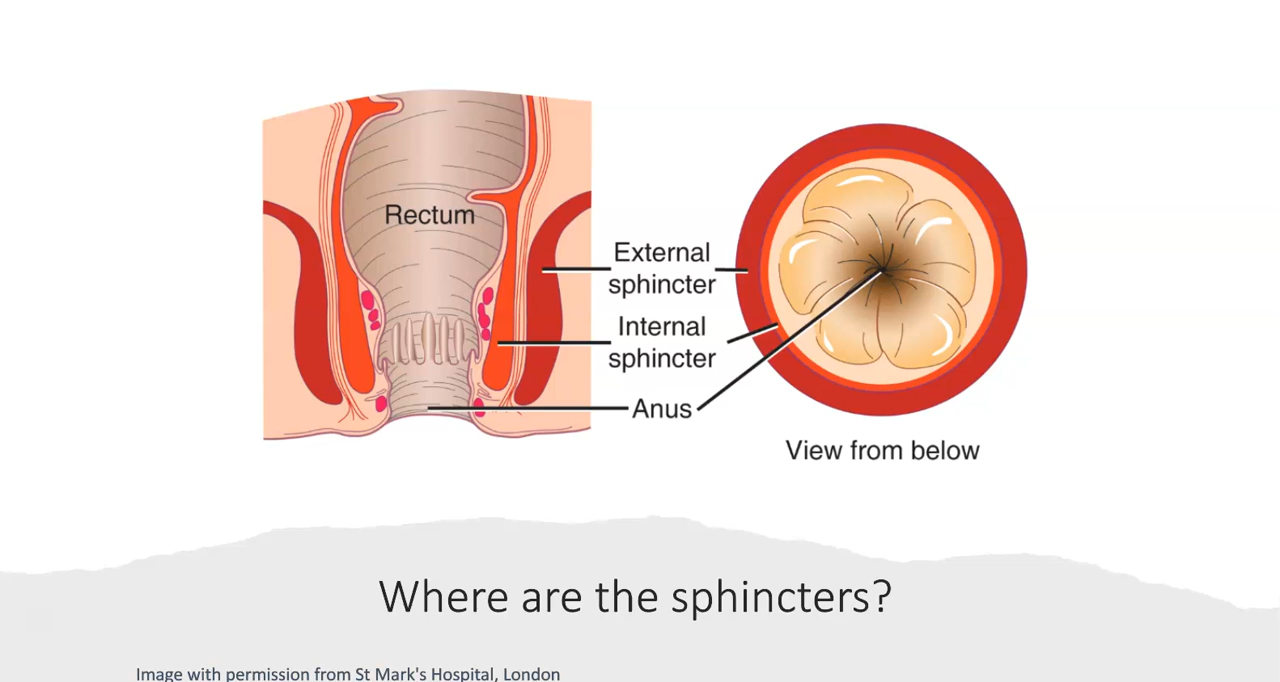 Rectum
External
sphincter
Internal
sphincter
Anus
View from below
Where are the sphincters?
Image with permission from St Mark's Hospital, London